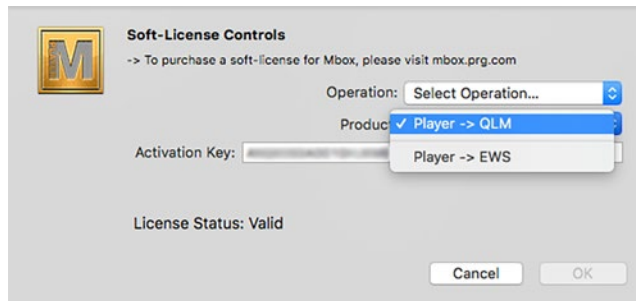 M
Soft-License Controls
-> To purchase a soft-license for Mbox, please visit mbox.prg.com
Operation: Select Operation...
Product ✓ Player -> QLM
Player -> EWS
Activation Key:
License Status: Valid
Cancel OK